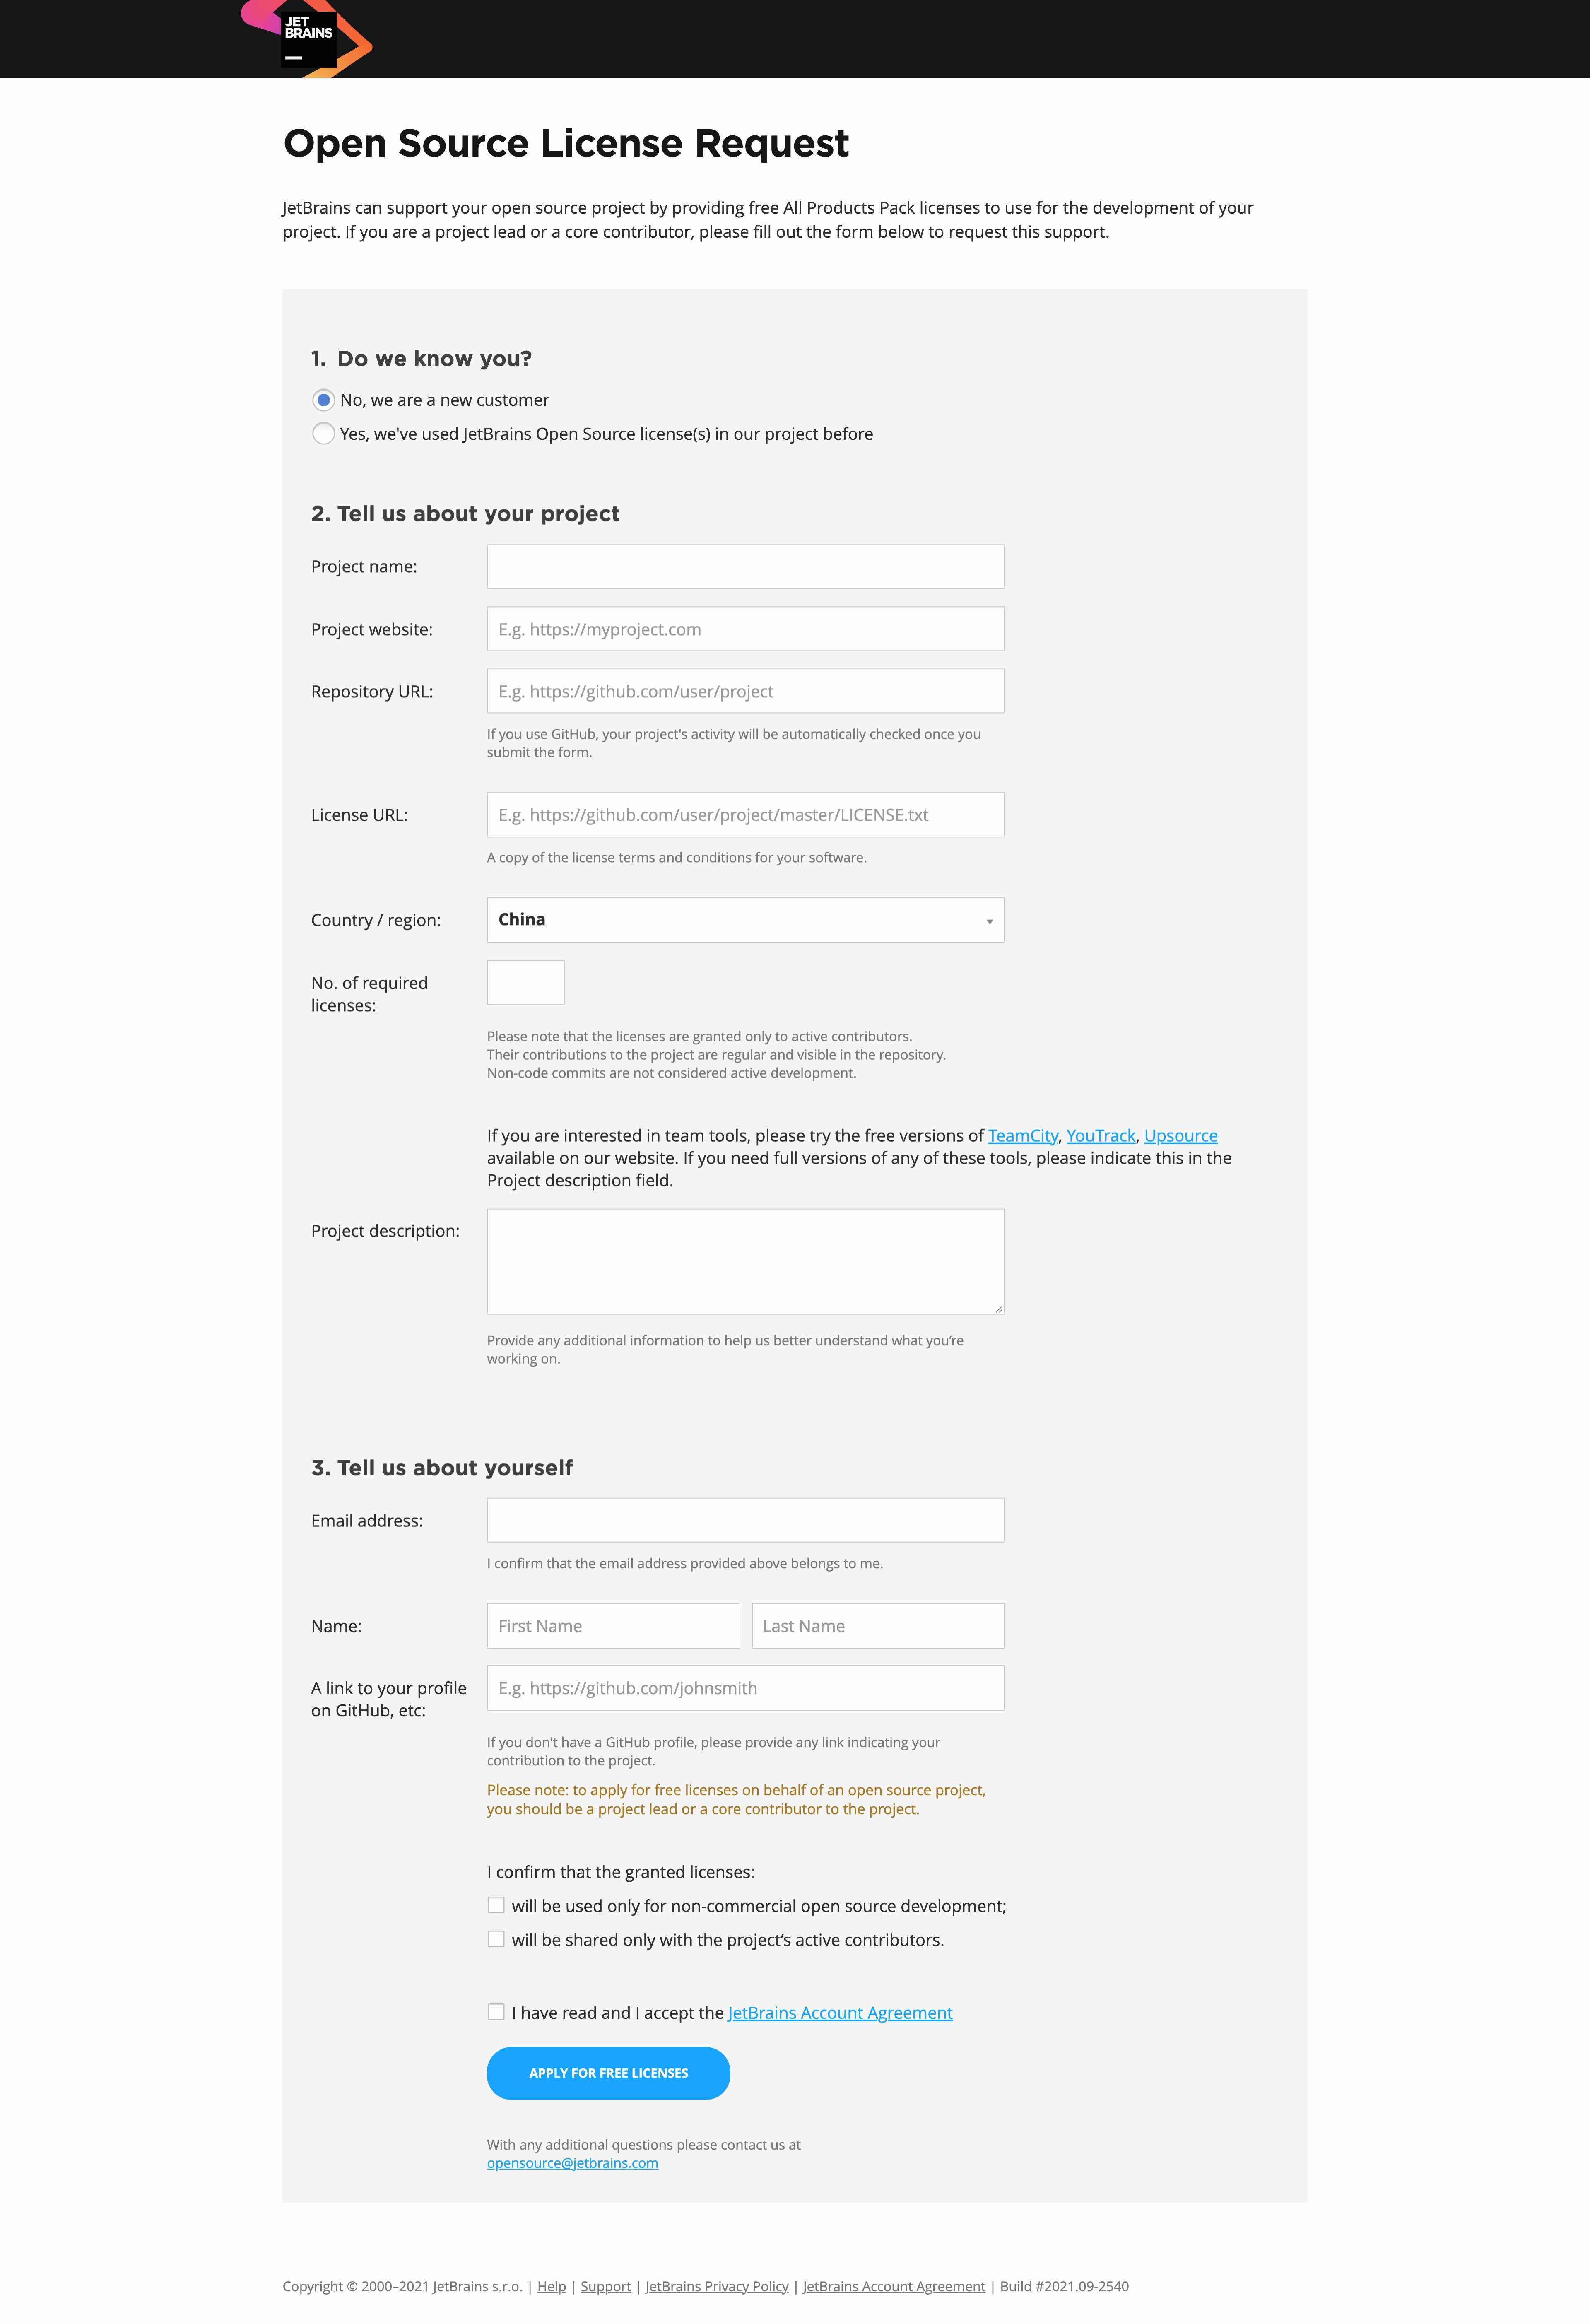 JET
BRAINS
Open Source License Request
JetBrains can support your open source project by providing free All Products Pack licenses to use for the development of your
project. If you are a project lead or a core contributor, please fill out the form below to request this support.
1. Do we know you?
No, we are a new customer
Yes, we've used JetBrains Open Source license(s) in our project before
2. Tell us about your project
Project name:
Project website:
E.g. https://myproject.com
Repository URL:
E.g. https://github.com/user/project
If you use GitHub, your project's activity will be automatically checked once you
submit the form.
License URL:
E.g. https://github.com/user/project/master/LICENSE.txt
A copy of the license terms and conditions for your software.
Country / region:
China
No. of required
licenses:
Please note that the licenses are granted only to active contributors.
Their contributions to the project are regular and visible in the repository.
Non-code commits are not considered active development.
If you are interested in team tools, please try the free versions of TeamCity, YouTrack, Upsource
available on our website. If you need full versions of any of these tools, please indicate this in the
Project description field.
Project description:
Provide any additional information to help us better understand what you’re
working on.
3. Tell us about yourself
Email address:
I confirm that the email address provided above belongs to me.
Name:
First Name
Last Name
A link to your profile
on GitHub, etc:
E.g. https://github.com/johnsmith
If you don't have a GitHub profile, please provide any link indicating your
contribution to the project.
Please note: to apply for free licenses on behalf of an open source project,
you should be a project lead or a core contributor to the project.
I confirm that the granted licenses:
will be used only for non-commercial open source development;
will be shared only with the project’s active contributors.
I have read and I accept the JetBrains Account Agreement
APPLY FOR FREE LICENSES
With any additional questions please contact us at
opensource@jetbrains.com
Copyright © 2000–2021 JetBrains s.r.o. | Help | Support | JetBrains Privacy Policy | JetBrains Account Agreement | Build #2021.09-2540